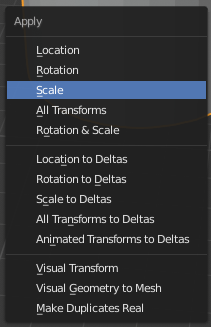 Apply
Location
Rotation
Scale
All Transforms
Rotation & Scale
Location to Deltas
Rotation to Deltas
Scale to Deltas
All Transforms to Deltas
Animated Transforms to Deltas
Visual Transform
Visual Geometry to Mesh
Make Duplicates Real